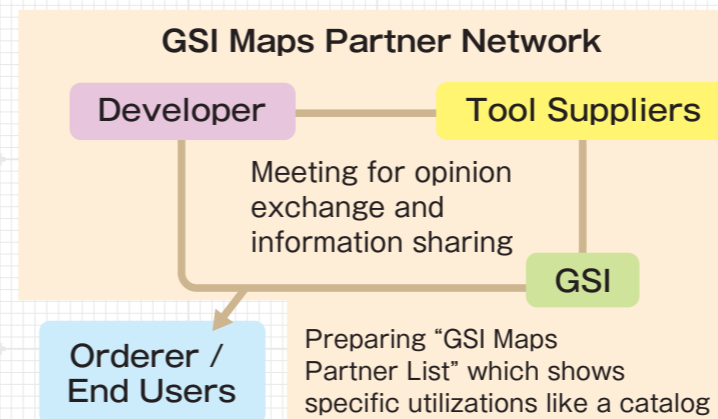 GSI Maps Partner Network
Developer
Tool Suppliers
Meeting for opinion
exchange and
information sharing
GSI
Orderer /
End Users
Preparing “GSI Maps
Partner List” which shows
specific utilizations like a catalog